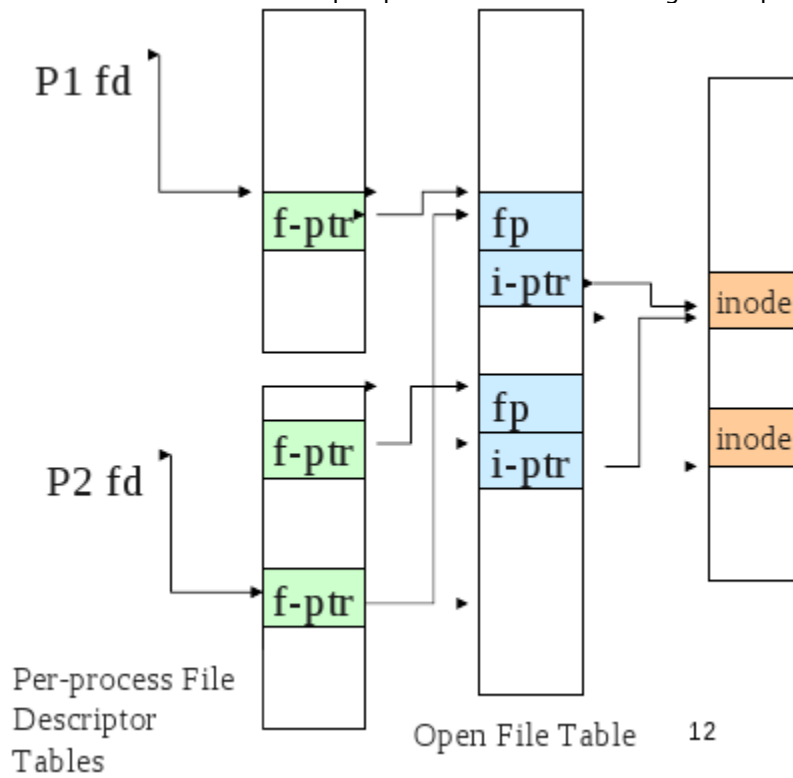 P1 fd
f-ptr
fp
i-ptr
inode
fp
f-ptr
i-ptr
inode
P2 fd
f-ptr
Per-process File
Descriptor
Tables
Open File Table
12